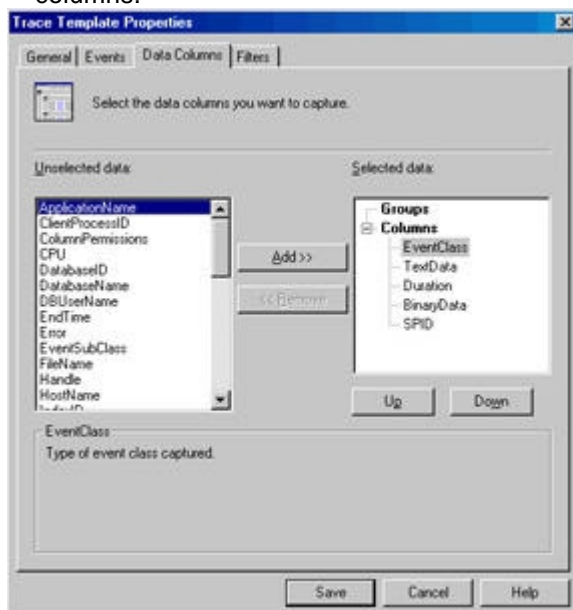 columns.
Trace Template Properties
General Events Data Columns Filters
Select the data columns you want to capture.
Unselected data: Selected data:
ApplicationName
ClientProcessID
ColumnPermissions
CPU
DatabaseID
DatabaseName
DBUserName
EndTime
Error
EventSubClass
FileName
Handle
HostName
IndexID
Add >>
<< Remove
Groups
Columns
EventClass
TextData
Duration
BinaryData
SPID
Up Down
EventClass
Type of event class captured.
Save Cancel Help